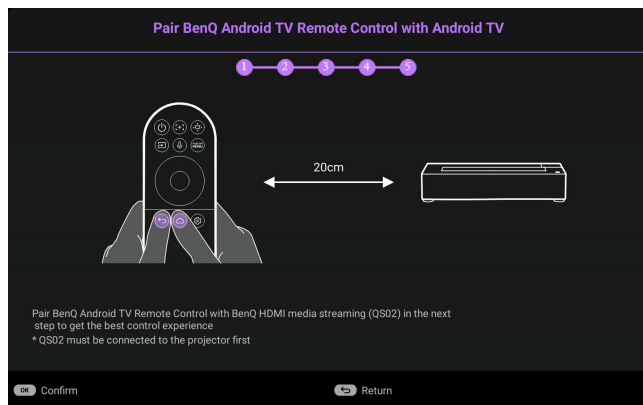 Pair BenQ Android TV Remote Control with Android TV
1 2 3 4 5
20cm
Pair BenQ Android TV Remote Control with BenQ HDMI media streaming (QS02) in the next
step to get the best control experience
* QS02 must be connected to the projector first
OK Confirm
Return